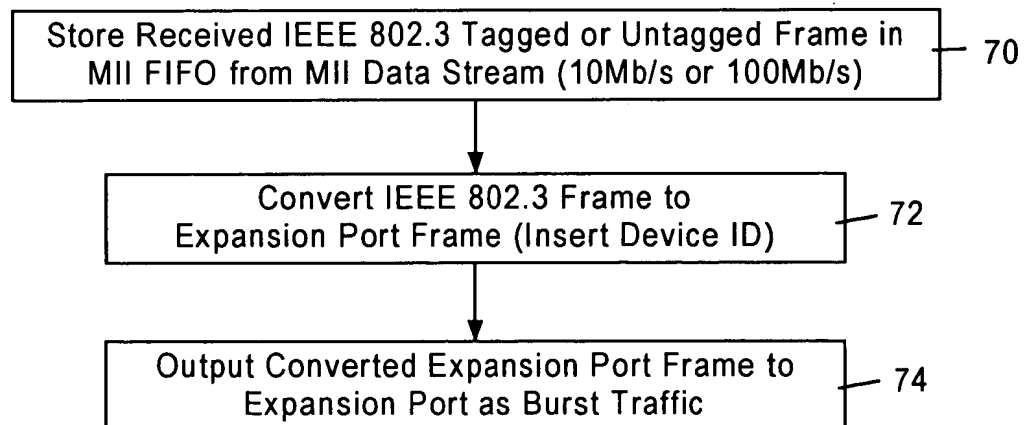 Store Received IEEE 802.3 Tagged or Untagged Frame in
MII FIFO from MII Data Stream (10Mb/s or 100Mb/s)
70
Convert IEEE 802.3 Frame to
Expansion Port Frame (Insert Device ID)
72
Output Converted Expansion Port Frame to
Expansion Port as Burst Traffic
74